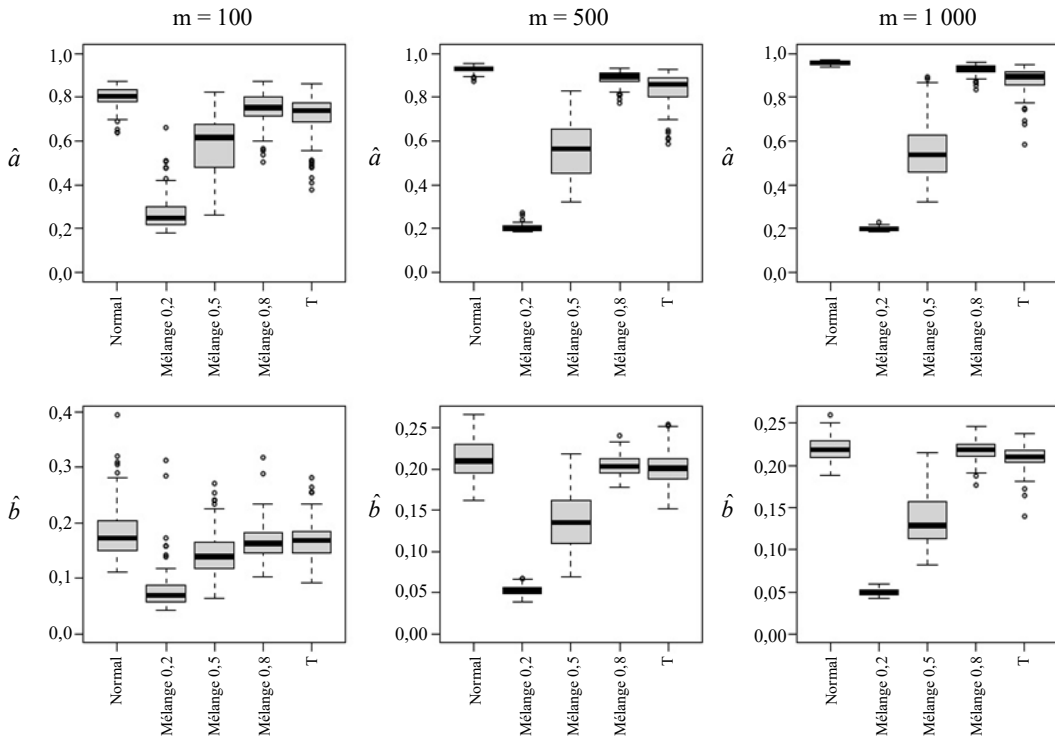 m = 100
m = 500
m = 1 000
1,0
0,8
0,6
0,4
0,2
0,0
â
Normal
Mélange 0,2
Mélange 0,5
Mélange 0,8
T
1,0
0,8
0,6
0,4
0,2
0,0
â
Normal
Mélange 0,2
Mélange 0,5
Mélange 0,8
T
1,0
0,8
0,6
0,4
0,2
0,0
â
Normal
Mélange 0,2
Mélange 0,5
Mélange 0,8
T
0,4
0,3
0,2
0,1
0,0
b̂
Normal
Mélange 0,2
Mélange 0,5
Mélange 0,8
T
0,25
0,20
0,15
0,10
0,05
0,00
b̂
Normal
Mélange 0,2
Mélange 0,5
Mélange 0,8
T
0,25
0,20
0,15
0,10
0,05
0,00
b̂
Normal
Mélange 0,2
Mélange 0,5
Mélange 0,8
T